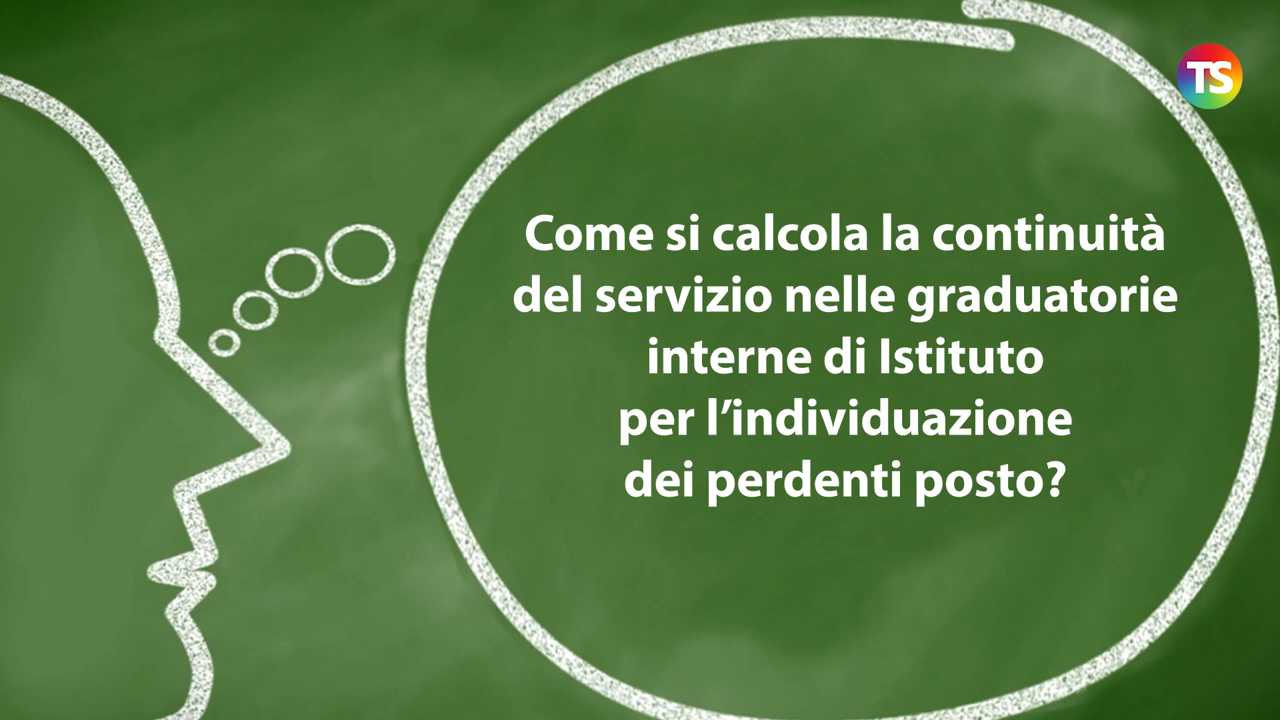 TS
Come si calcola la continuità
del servizio nelle graduatorie
interne di Istituto
per l’individuazione
dei perdenti posto?